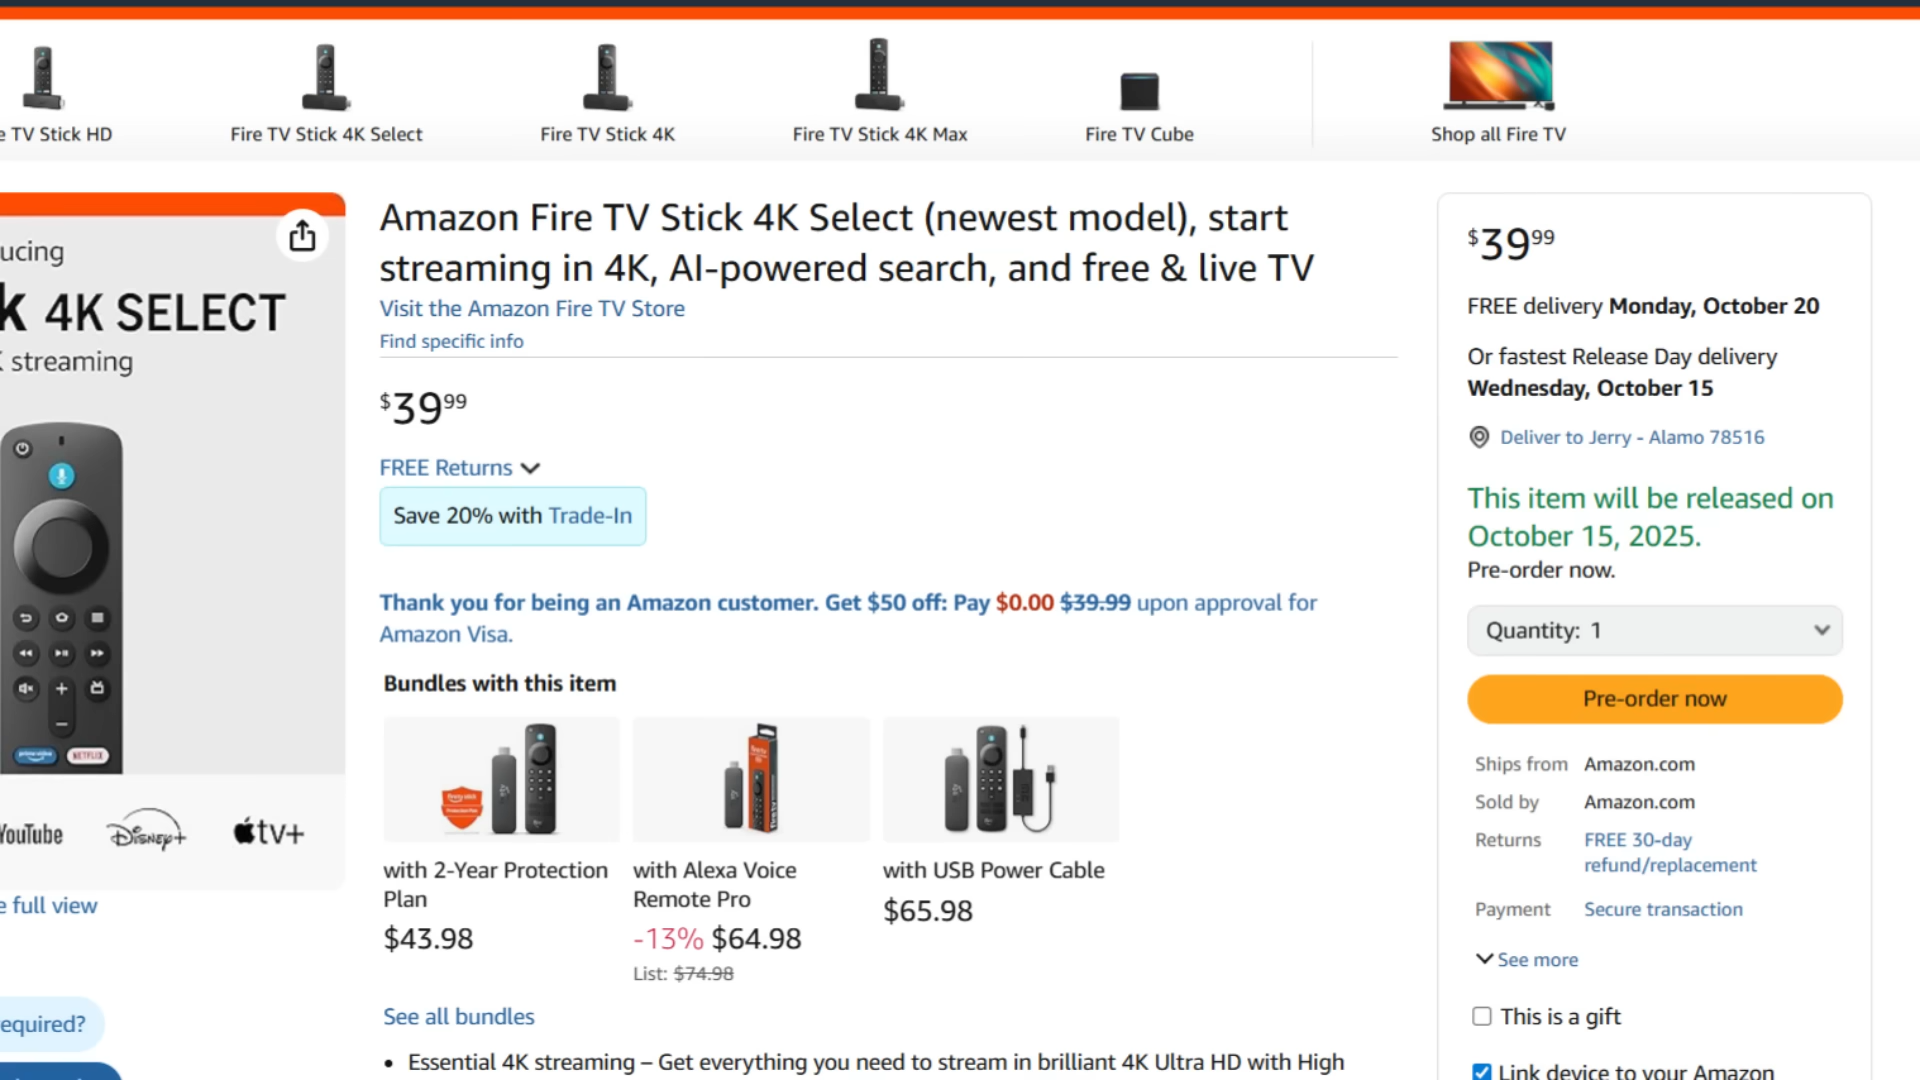 e TV Stick HD
Fire TV Stick 4K Select
Fire TV Stick 4K
Fire TV Stick 4K Max
Fire TV Cube
Shop all Fire TV
ucing
k 4K SELECT
streaming
prime video
NETFLIX
YouTube
Disney+
tv+
e full view
equired?
Amazon Fire TV Stick 4K Select (newest model), start
streaming in 4K, AI-powered search, and free & live TV
Visit the Amazon Fire TV Store
Find specific info
$39.99
FREE Returns
Save 20% with Trade-In
Thank you for being an Amazon customer. Get $50 off: Pay $0.00 $39.99 upon approval for
Amazon Visa.
Bundles with this item
with 2-Year Protection
Plan
$43.98
with Alexa Voice
Remote Pro
-13% $64.98
List: $74.98
with USB Power Cable
$65.98
See all bundles
• Essential 4K streaming – Get everything you need to stream in brilliant 4K Ultra HD with High
$39.99
FREE delivery Monday, October 20
Or fastest Release Day delivery
Wednesday, October 15
Deliver to Jerry - Alamo 78516
This item will be released on
October 15, 2025.
Pre-order now.
Quantity: 1
Pre-order now
Ships from Amazon.com
Sold by Amazon.com
Returns FREE 30-day
refund/replacement
Payment Secure transaction
See more
This is a gift
Link device to your Amazon